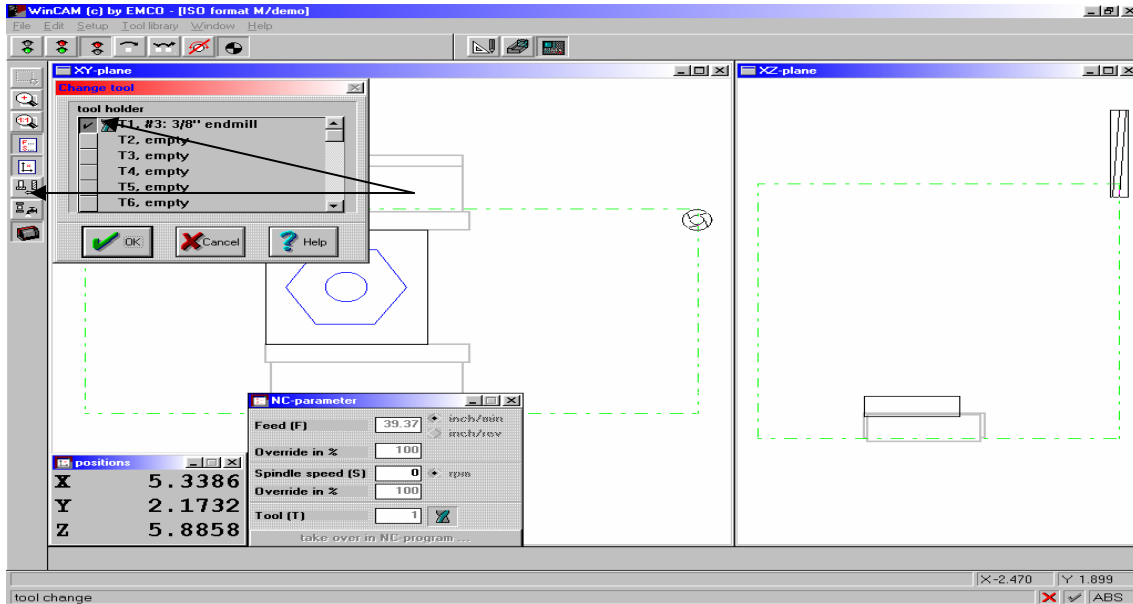 WinCAM (c) by EMCO - [ISO format M/demo]
File Edit Setup Tool library Window Help
XY-plane
XZ-plane
Change tool
tool holder
T1, #3: 3/8'' endmill
T2, empty
T3, empty
T4, empty
T5, empty
T6, empty
OK
Cancel
Help
NC-parameter
Feed (F) 39.37 inch/min
inch/rev
Override in % 100
Spindle speed (S) 0 rpm
Override in % 100
Tool (T) 1
take over in NC-program ...
positions
X 5.3386
Y 2.1732
Z 5.8858
X-2.470 Y 1.899
tool change ABS